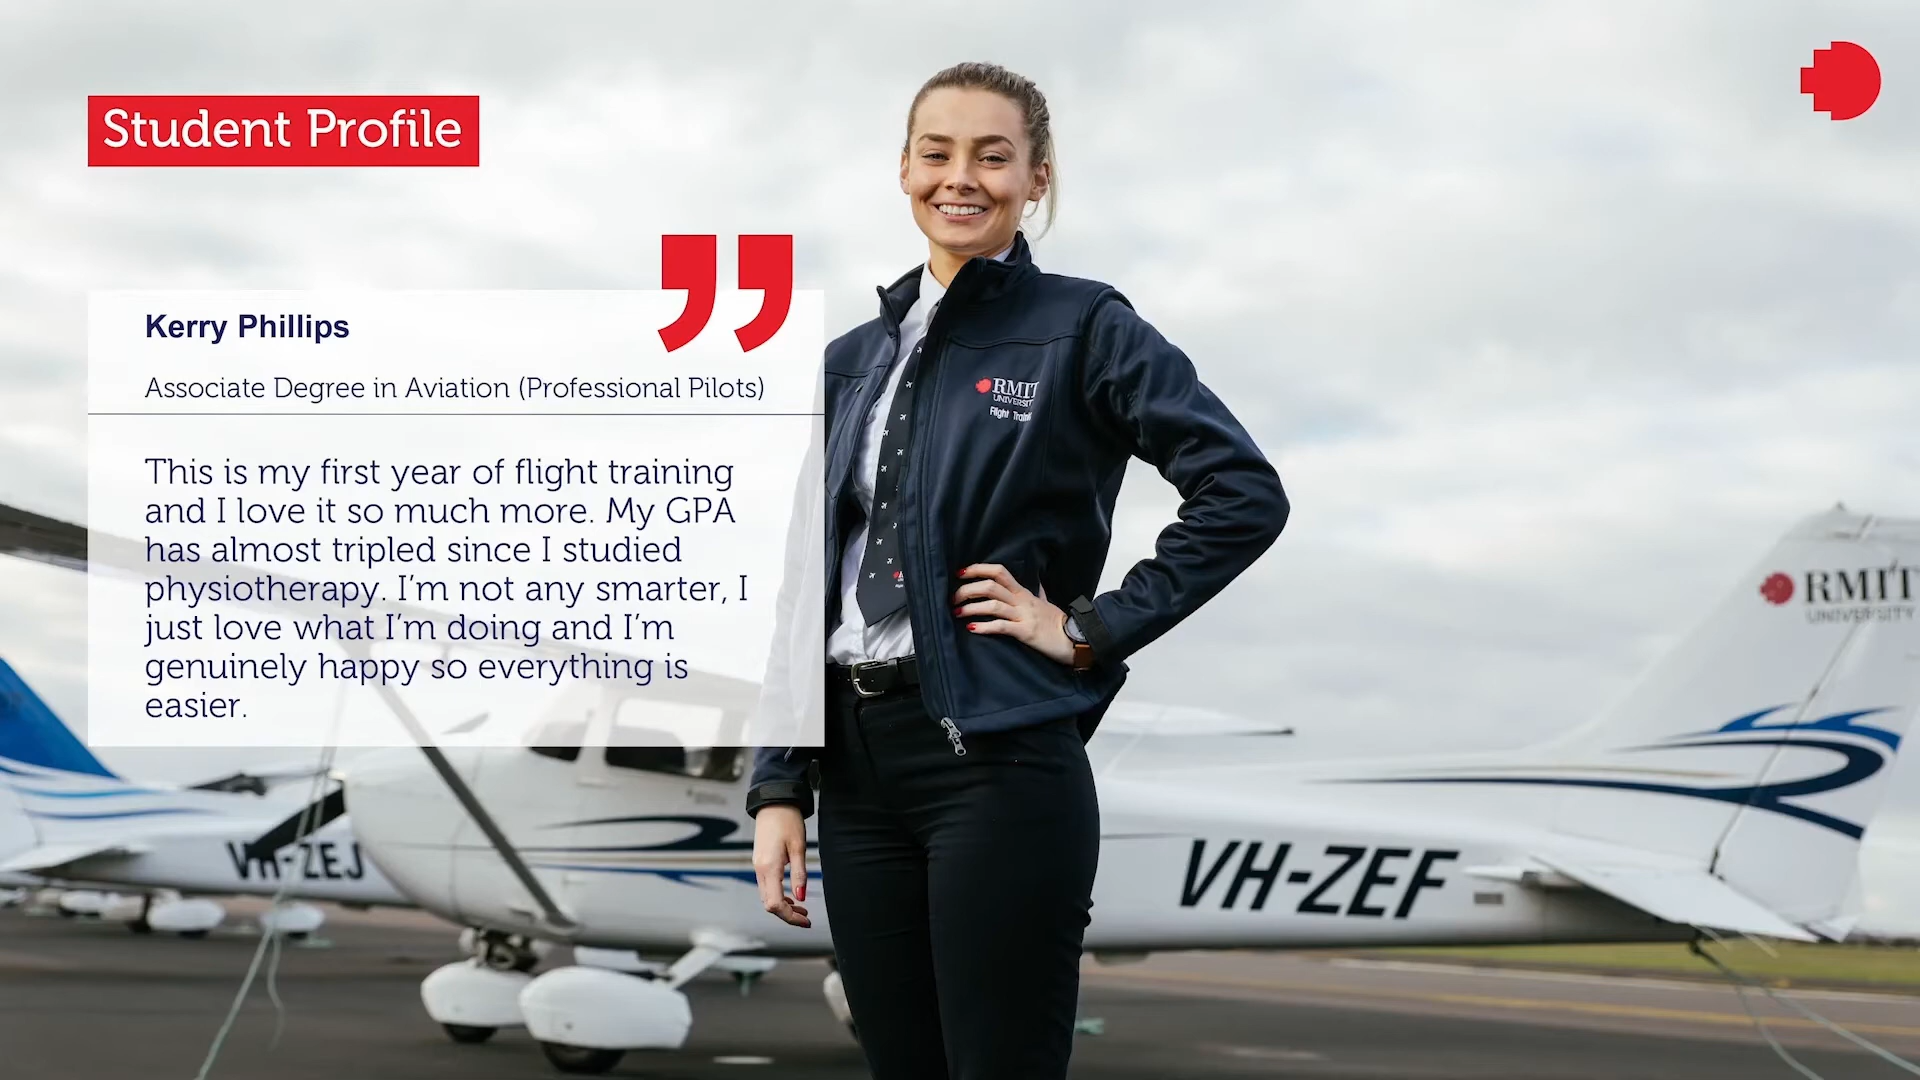 Student Profile
Kerry Phillips
Associate Degree in Aviation (Professional Pilots)
This is my first year of flight training
and I love it so much more. My GPA
has almost tripled since I studied
physiotherapy. I'm not any smarter, I
just love what I'm doing and I'm
genuinely happy so everything is
easier.
RMIT
UNIVERSITY
Flight
RMIT
UNIVERSITY
VH-ZEJ
VH-ZEF